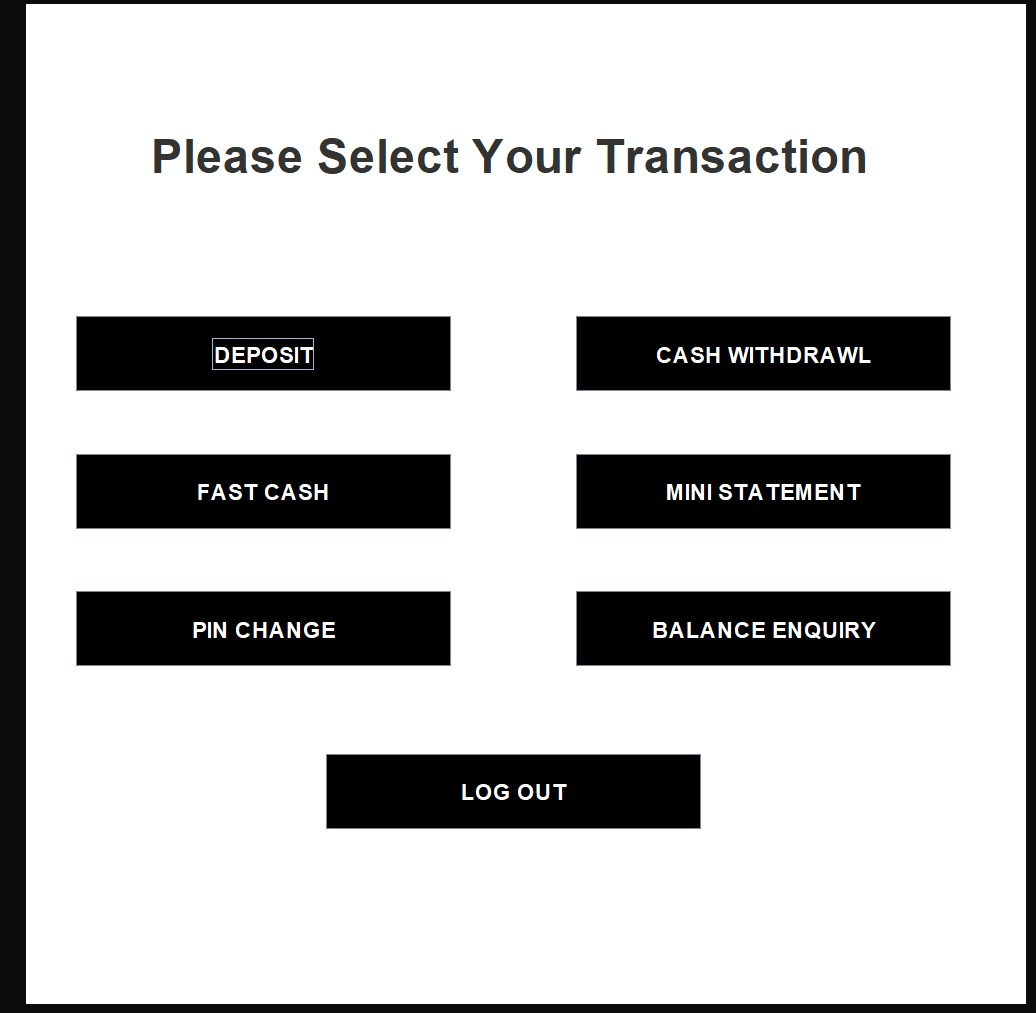 Please Select Your Transaction
DEPOSIT
CASH WITHDRAWL
FAST CASH
MINI STATEMENT
PIN CHANGE
BALANCE ENQUIRY
LOG OUT